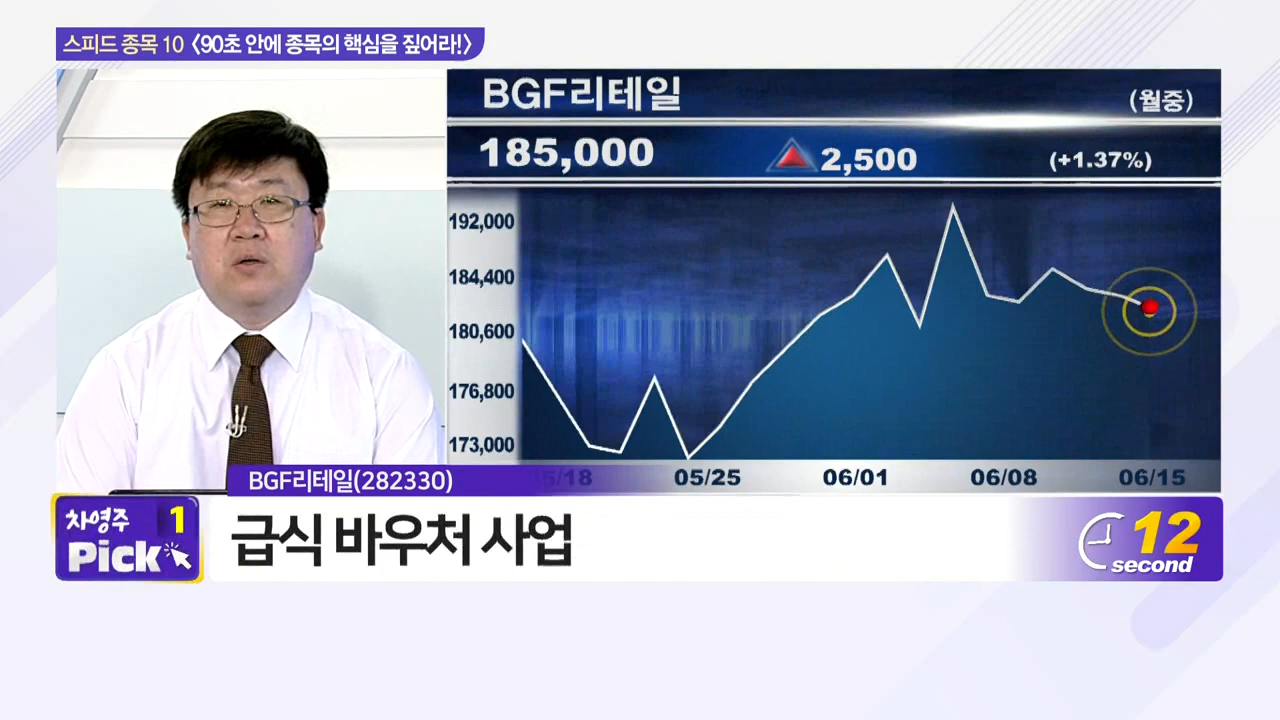 스피드 종목 10 <90초 안에 종목의 핵심을 짚어라!>
BGF리테일
(월중)
185,000 ▲ 2,500 (+1.37%)
192,000
184,400
180,600
176,800
173,000
5/18 05/25 06/01 06/08 06/15
BGF리테일(282330)
차영주 1
Pick
급식 바우처 사업
12
second